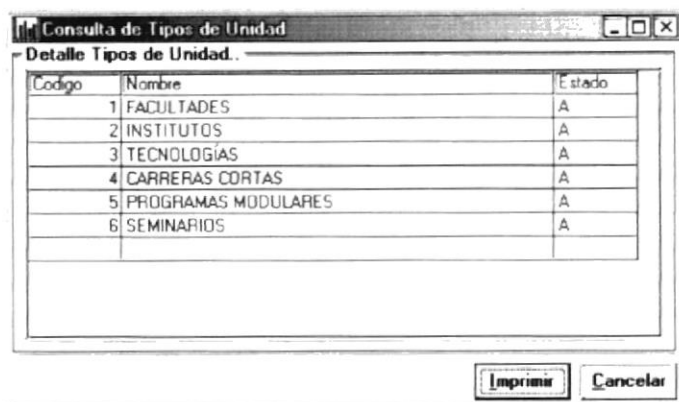 Consulta de Tipos de Unidad
Detalle Tipos de Unidad..
Codigo Nombre Estado
1 FACULTADES A
2 INSTITUTOS A
3 TECNOLOGÍAS A
4 CARRERAS CORTAS A
5 PROGRAMAS MODULARES A
6 SEMINARIOS A
Imprimir Cancelar